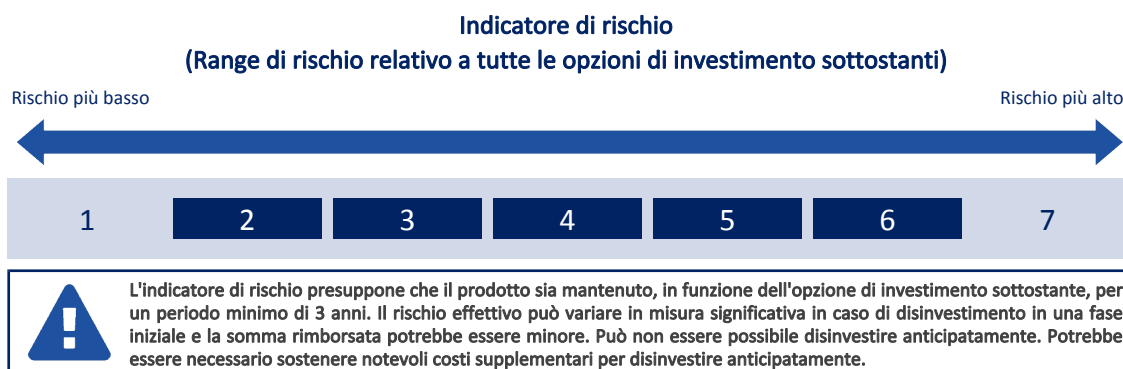 Indicatore di rischio
(Range di rischio relativo a tutte le opzioni di investimento sottostanti)
Rischio più basso
Rischio più alto
1 2 3 4 5 6 7
L'indicatore di rischio presuppone che il prodotto sia mantenuto, in funzione dell'opzione di investimento sottostante, per
un periodo minimo di 3 anni. Il rischio effettivo può variare in misura significativa in caso di disinvestimento in una fase
iniziale e la somma rimborsata potrebbe essere minore. Può non essere possibile disinvestire anticipatamente. Potrebbe
essere necessario sostenere notevoli costi supplementari per disinvestire anticipatamente.